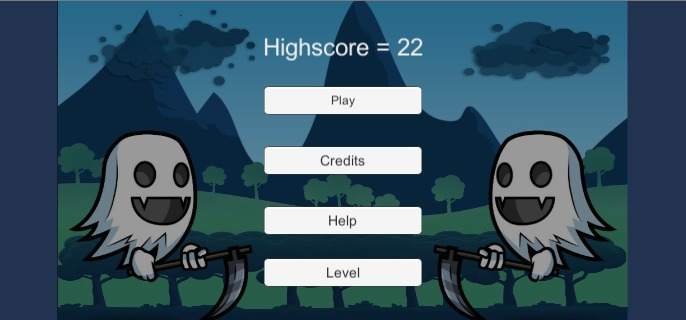 Highscore = 22
Play
Credits
Help
Level